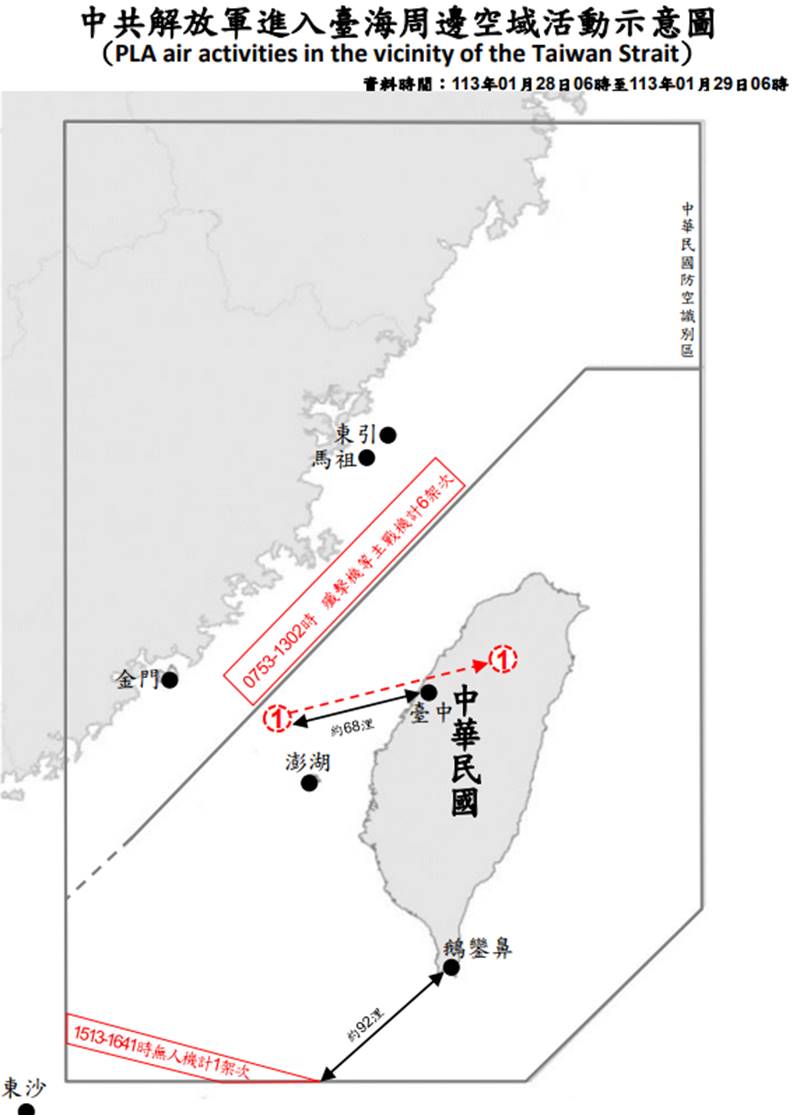 中共解放軍進入臺海周邊空域活動示意圖
（PLA air activities in the vicinity of the Taiwan Strait）
資料時間：113年01月28日06時至113年01月29日06時
中華民國防空識別區
東引
馬祖
0753-1302時 殲擊機等主戰機計6架次
金門
1
1
約68浬
臺中
中華民國
澎湖
鵝鑾鼻
約92浬
1513-1641時無人機計1架次
東沙